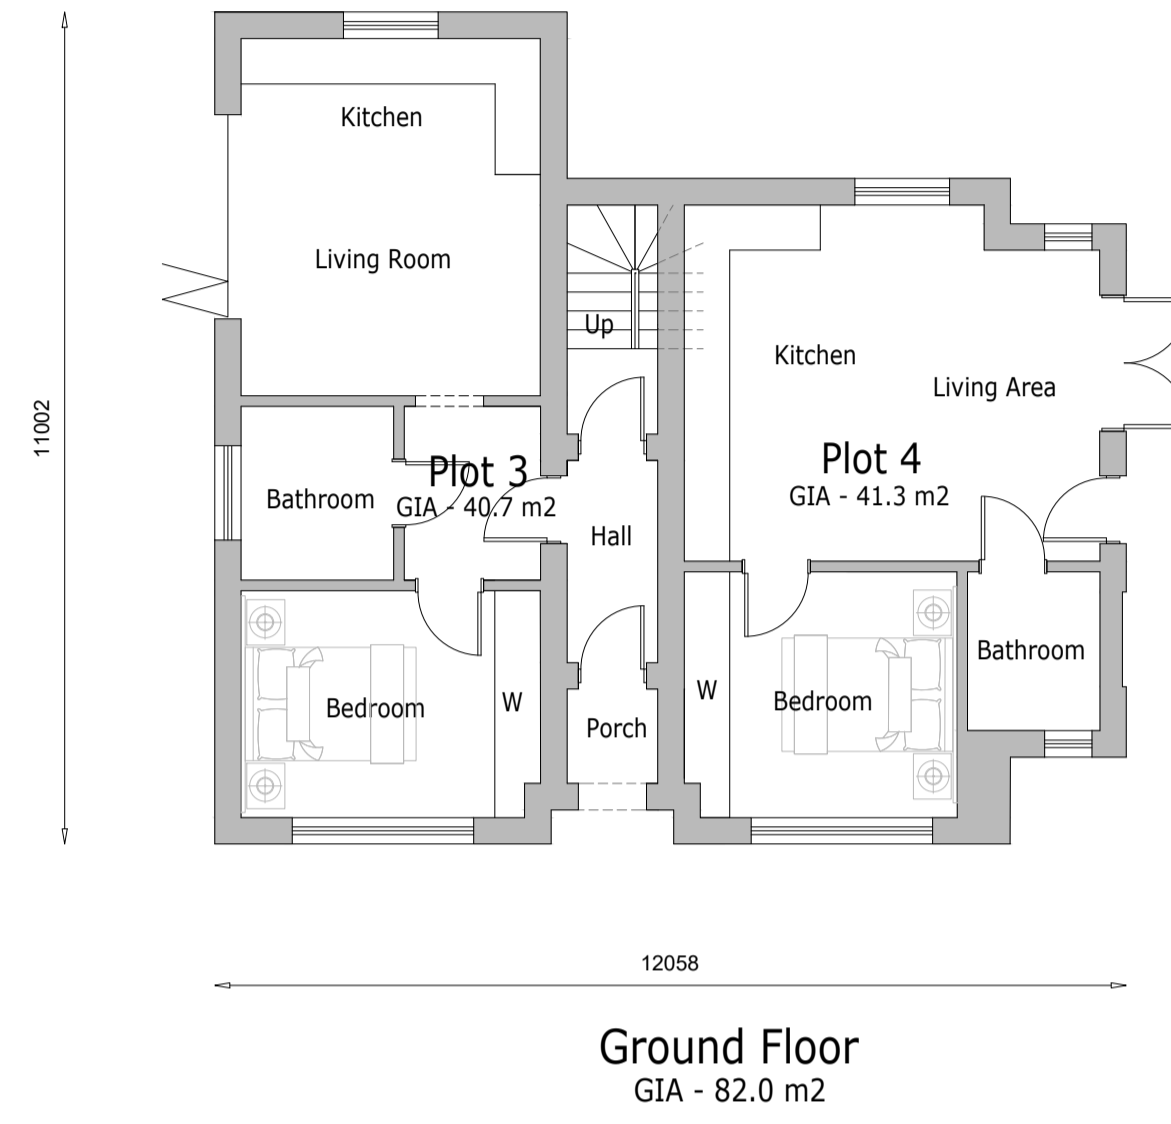 Kitchen
Living Room
Up
Kitchen
Living Area
11002
Plot 3
GIA - 40.7 m2
Bathroom
Plot 4
GIA - 41.3 m2
Hall
Bathroom
Bedroom
W
Porch
W
Bedroom
12058
Ground Floor
GIA - 82.0 m2